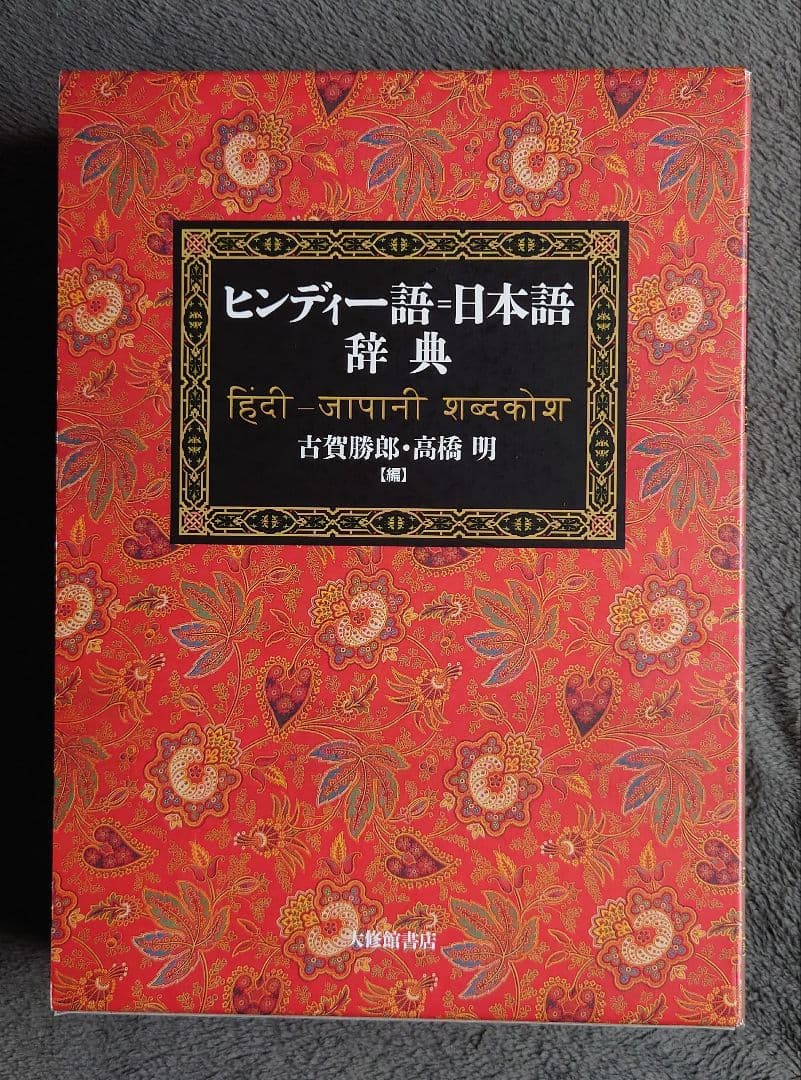 ヒンディー語=日本語
辞典
हिंदी – जापानी शब्दकोश
古賀勝郎・高橋 明
【編】
大修館書店